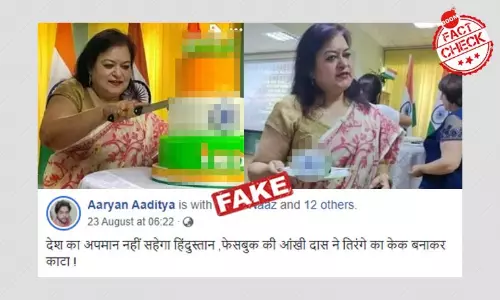 BOOM
FACT
CHECK
Aaryan Aaditya is with
FAKE
and 12 others.
23 August at 06:22 ·
देश का अपमान नहीं सहेगा हिंदुस्तान ,फेसबुक की आंखी दास ने तिरंगे का केक बनाकर
काटा !